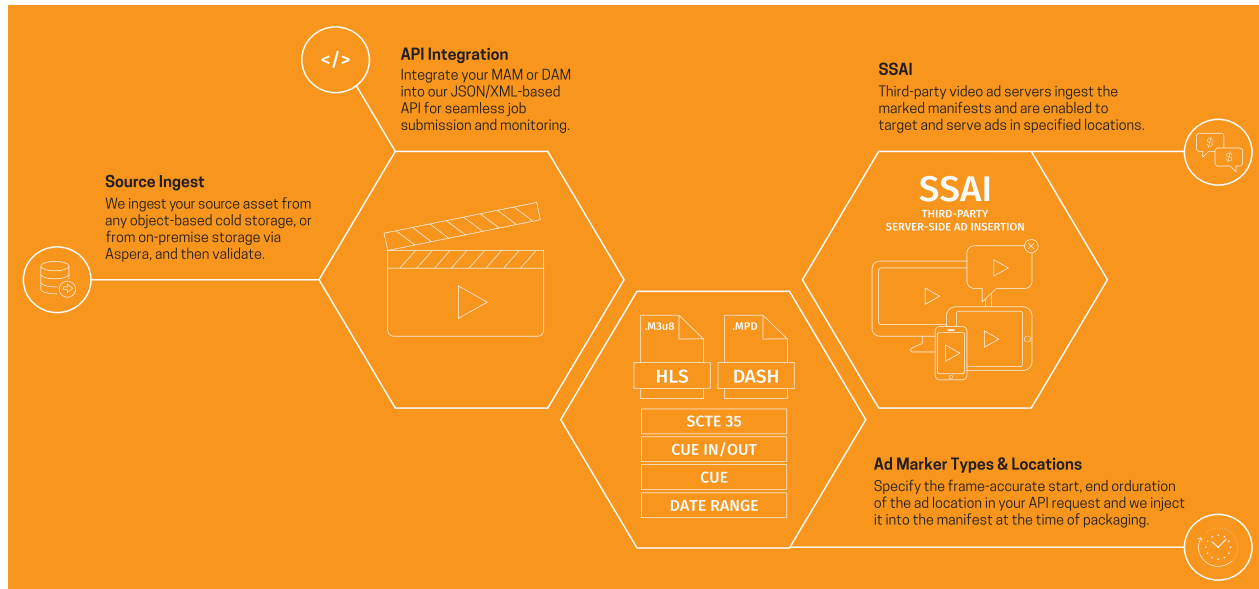 </>
API Integration
Integrate your MAM or DAM
into our JSON/XML-based
API for seamless job
submission and monitoring.
Source Ingest
We ingest your source asset from
any object-based cold storage, or
from on-premise storage via
Aspera, and then validate.
SSAI
Third-party video ad servers ingest the
marked manifests and are enabled to
target and serve ads in specified locations.
$
$
SSAI
THIRD-PARTY
SERVER-SIDE AD INSERTION
.M3u8
HLS
.MPD
DASH
SCTE 35
CUE IN/OUT
CUE
DATE RANGE
Ad Marker Types & Locations
Specify the frame-accurate start, end orduration
of the ad location in your API request and we inject
it into the manifest at the time of packaging.